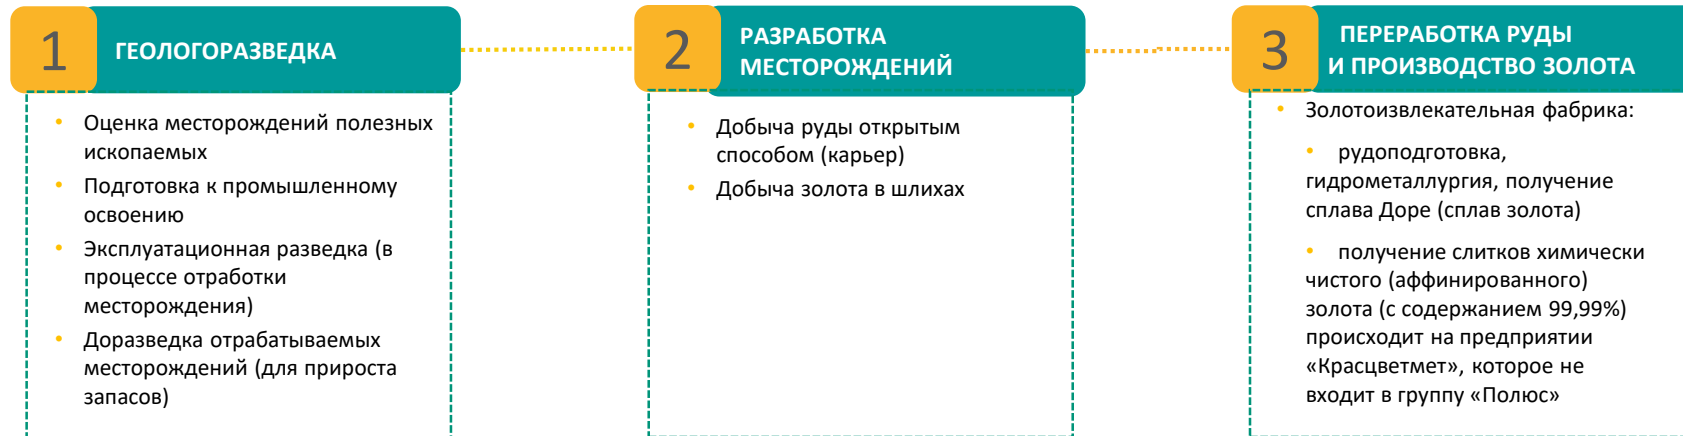 1
ГЕОЛОГОРАЗВЕДКА
• Оценка месторождений полезных
ископаемых
• Подготовка к промышленному
освоению
• Эксплуатационная разведка (в
процессе отработки
месторождения)
• Доразведка отрабатываемых
месторождений (для прироста
запасов)
2
РАЗРАБОТКА
МЕСТОРОЖДЕНИЙ
• Добыча руды открытым
способом (карьер)
• Добыча золота в шлихах
3
ПЕРЕРАБОТКА РУДЫ
И ПРОИЗВОДСТВО ЗОЛОТА
• Золотоизвлекательная фабрика:
• рудоподготовка,
гидрометаллургия, получение
сплава Доре (сплав золота)
• получение слитков химически
чистого (аффинированного)
золота (с содержанием 99,99%)
происходит на предприятии
«Красцветмет», которое не
входит в группу «Полюс»